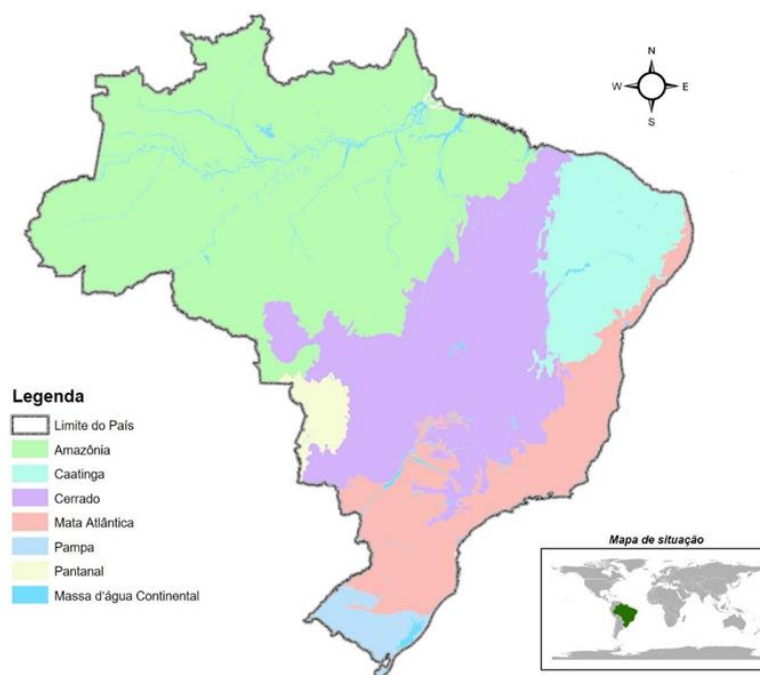 N
W E
S
Legenda
Limite do País
Amazônia
Caatinga
Cerrado
Mata Atlântica
Pampa
Pantanal
Massa d'água Continental
Mapa de situação